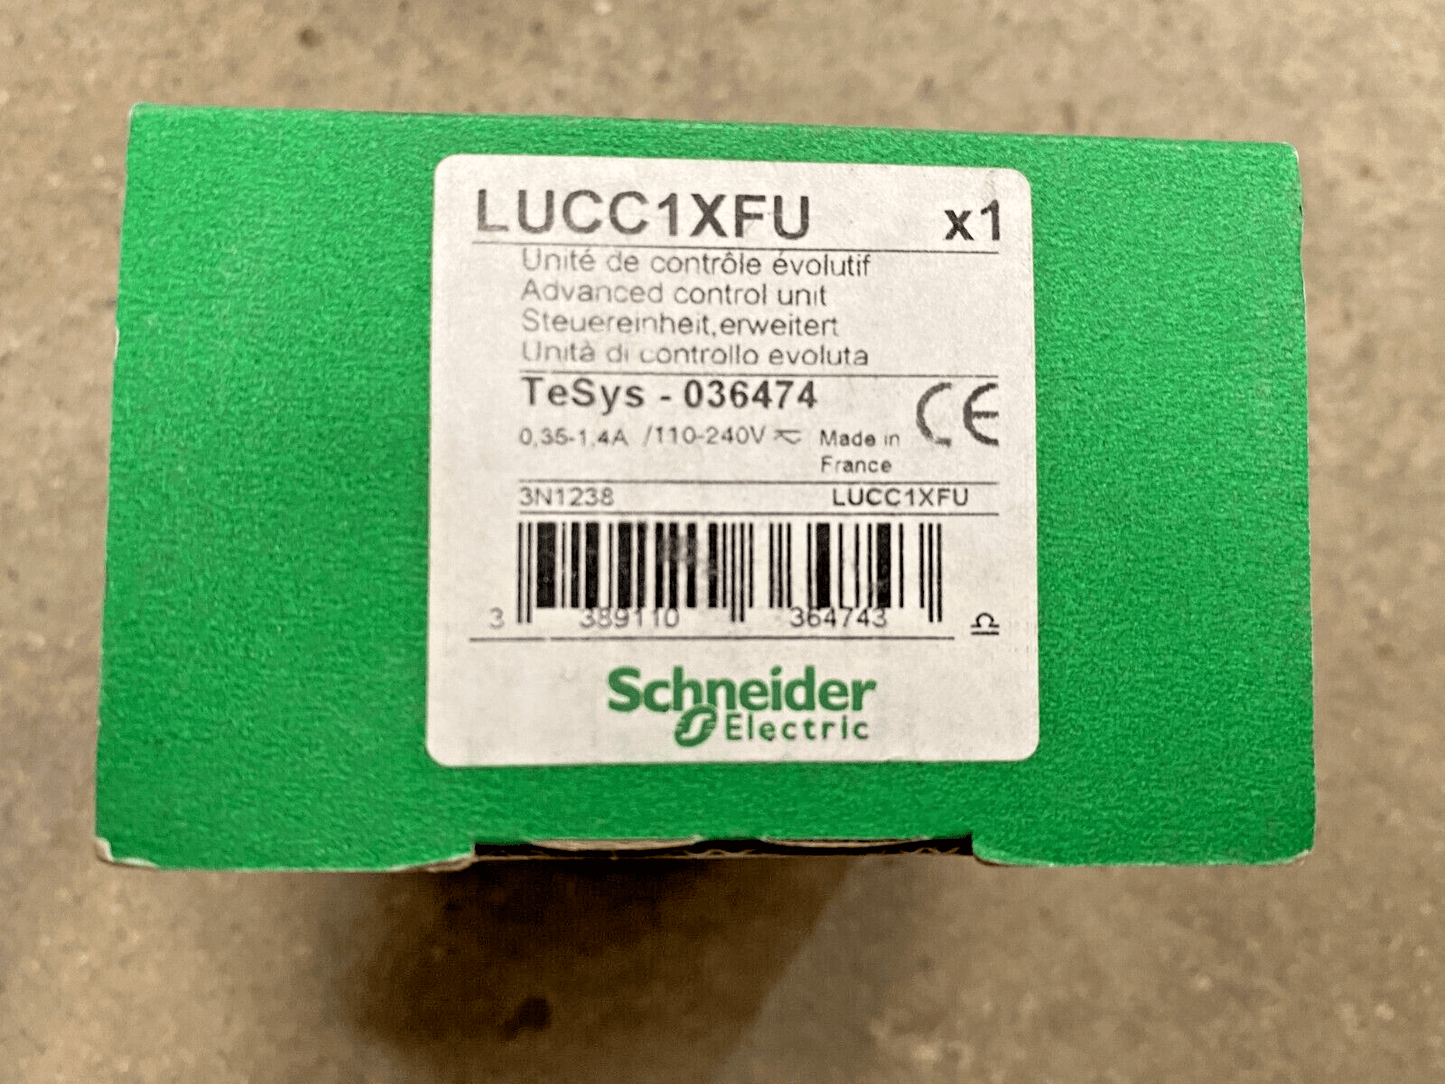 LUCC1XFU x1
Unité de contrôle évolutif
Advanced control unit
Steuereinheit,erweitert
Unità di controllo evoluta
TeSys - 036474
0,35-1,4A /110-240V
Made in
France
CE
3N1238 LUCC1XFU
3 389110 364743
Schneider
Electric